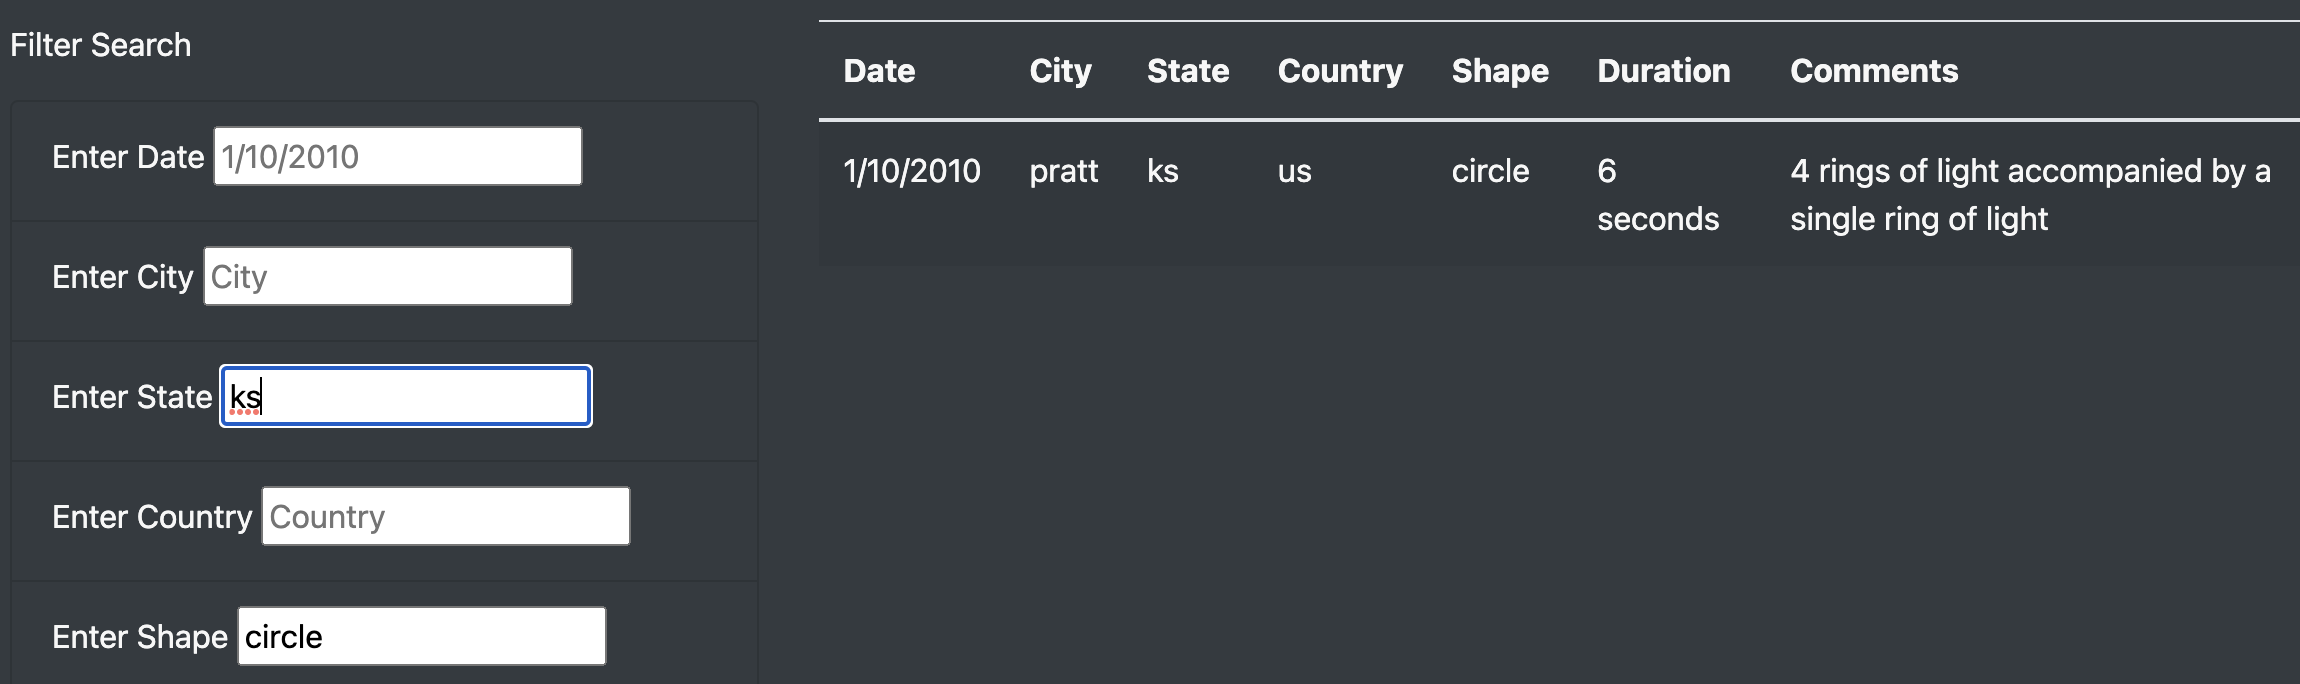 Filter Search
Enter Date 1/10/2010
Enter City City
Enter State ks
Enter Country Country
Enter Shape circle
Date City State Country Shape Duration Comments
1/10/2010 pratt ks us circle 6 4 rings of light accompanied by a
seconds single ring of light